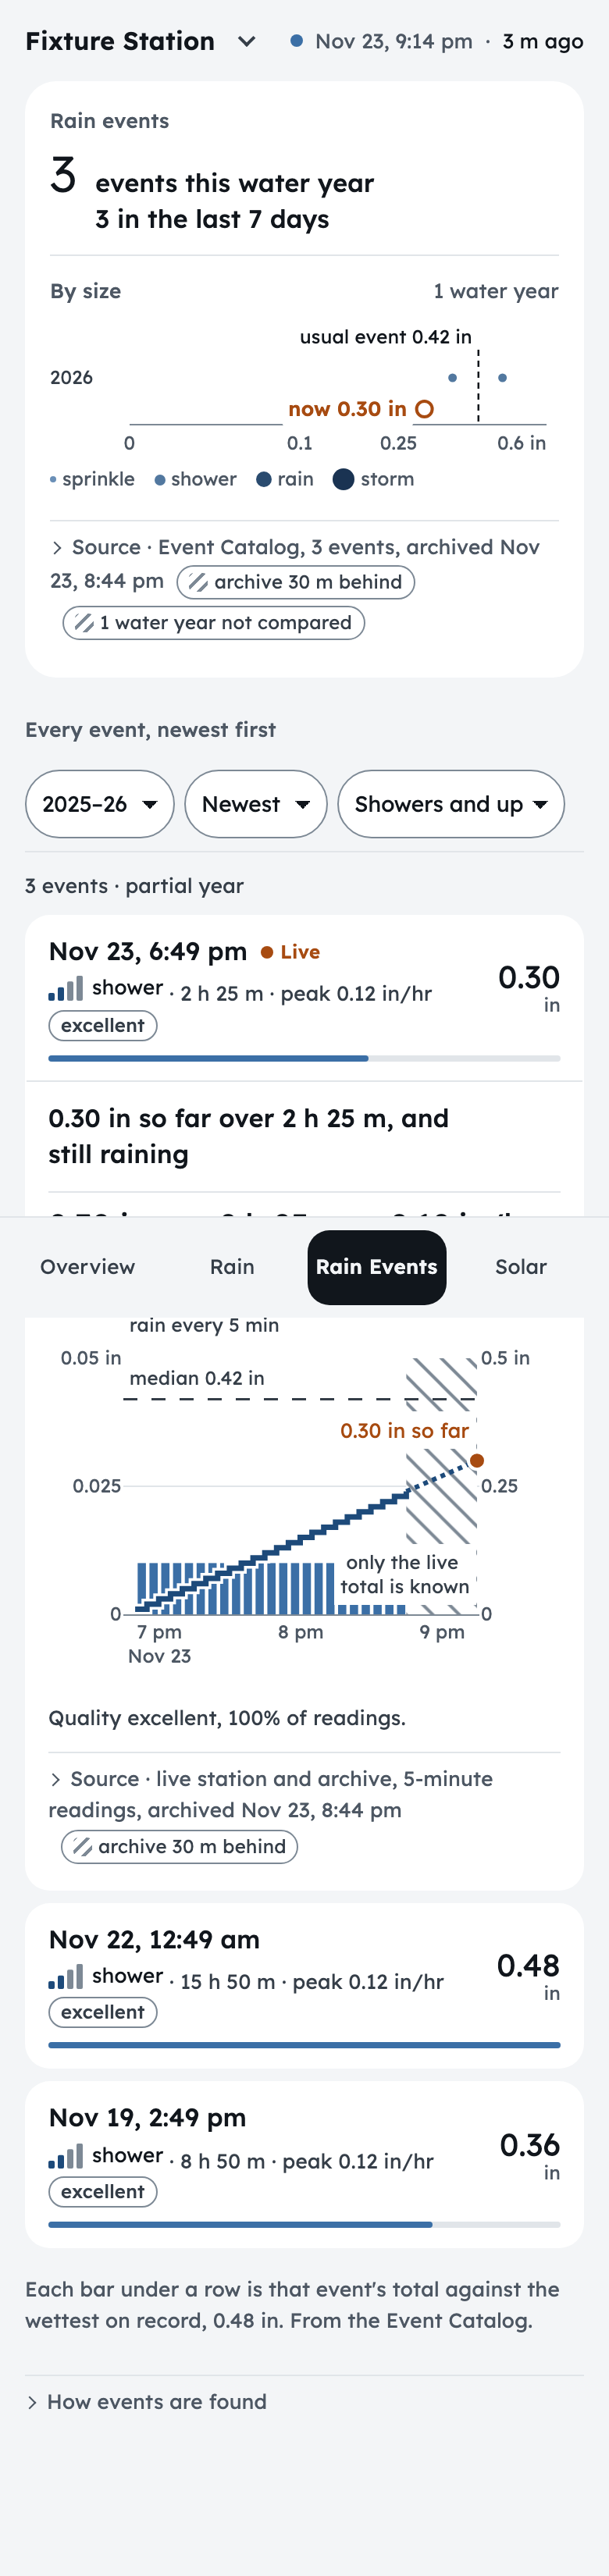 Fixture Station
Nov 23, 9:14 pm · 3 m ago
Rain events
3 events this water year
3 in the last 7 days
By size
1 water year
usual event 0.42 in
2026
now 0.30 in
0 0.1 0.25 0.6 in
sprinkle shower rain storm
Source · Event Catalog, 3 events, archived Nov
23, 8:44 pm archive 30 m behind
1 water year not compared
Every event, newest first
2025–26 Newest Showers and up
3 events · partial year
Nov 23, 6:49 pm Live
shower · 2 h 25 m · peak 0.12 in/hr
excellent
0.30
in
0.30 in so far over 2 h 25 m, and
still raining
Overview Rain Rain Events Solar
rain every 5 min
0.05 in 0.5 in
median 0.42 in
0.30 in so far
0.025 0.25
only the live
total is known
0 0
7 pm 8 pm 9 pm
Nov 23
Quality excellent, 100% of readings.
Source · live station and archive, 5-minute
readings, archived Nov 23, 8:44 pm
archive 30 m behind
Nov 22, 12:49 am
shower · 15 h 50 m · peak 0.12 in/hr
excellent
0.48
in
Nov 19, 2:49 pm
shower · 8 h 50 m · peak 0.12 in/hr
excellent
0.36
in
Each bar under a row is that event's total against the
wettest on record, 0.48 in. From the Event Catalog.
How events are found